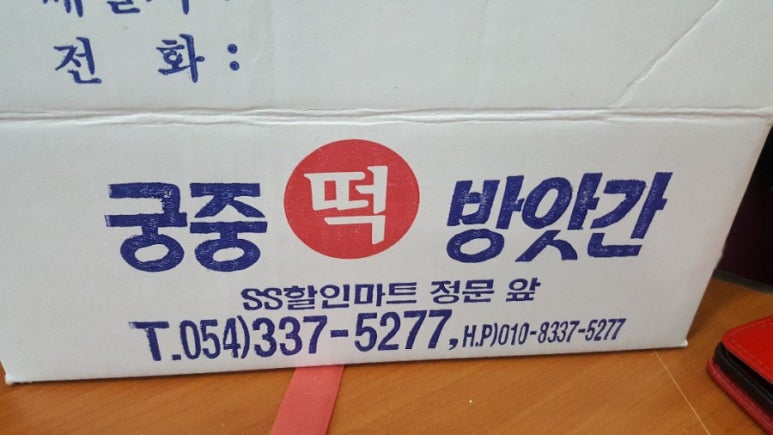 전 화 :
궁중 떡 방앗간
SS할인마트 정문 앞
T.054)337-5277, H.P)010-8337-5277